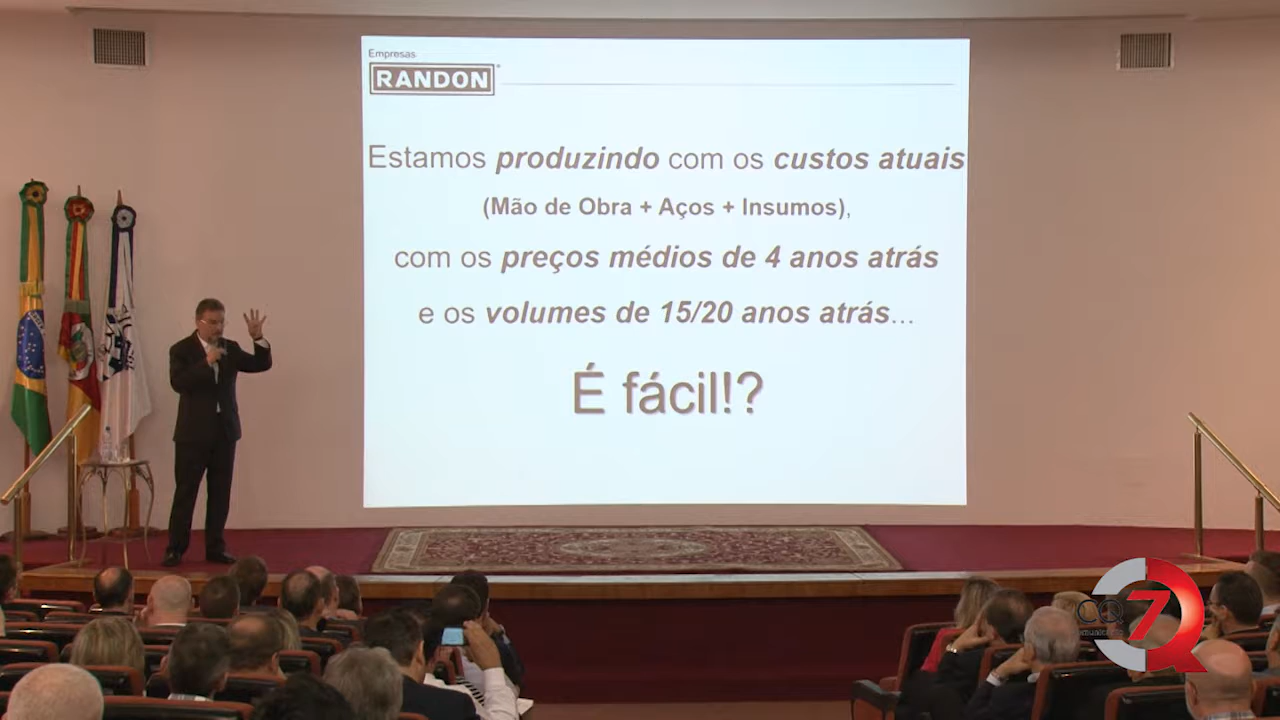 Empresas
RANDON
Estamos produzindo com os custos atuais
(Mão de Obra + Aços + Insumos),
com os preços médios de 4 anos atrás
e os volumes de 15/20 anos atrás...
É fácil!?
CQ7